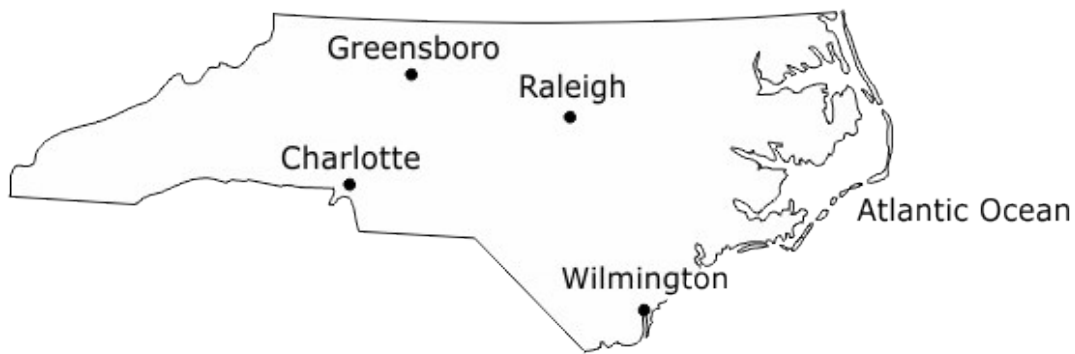 Greensboro
Raleigh
Charlotte
Atlantic Ocean
Wilmington